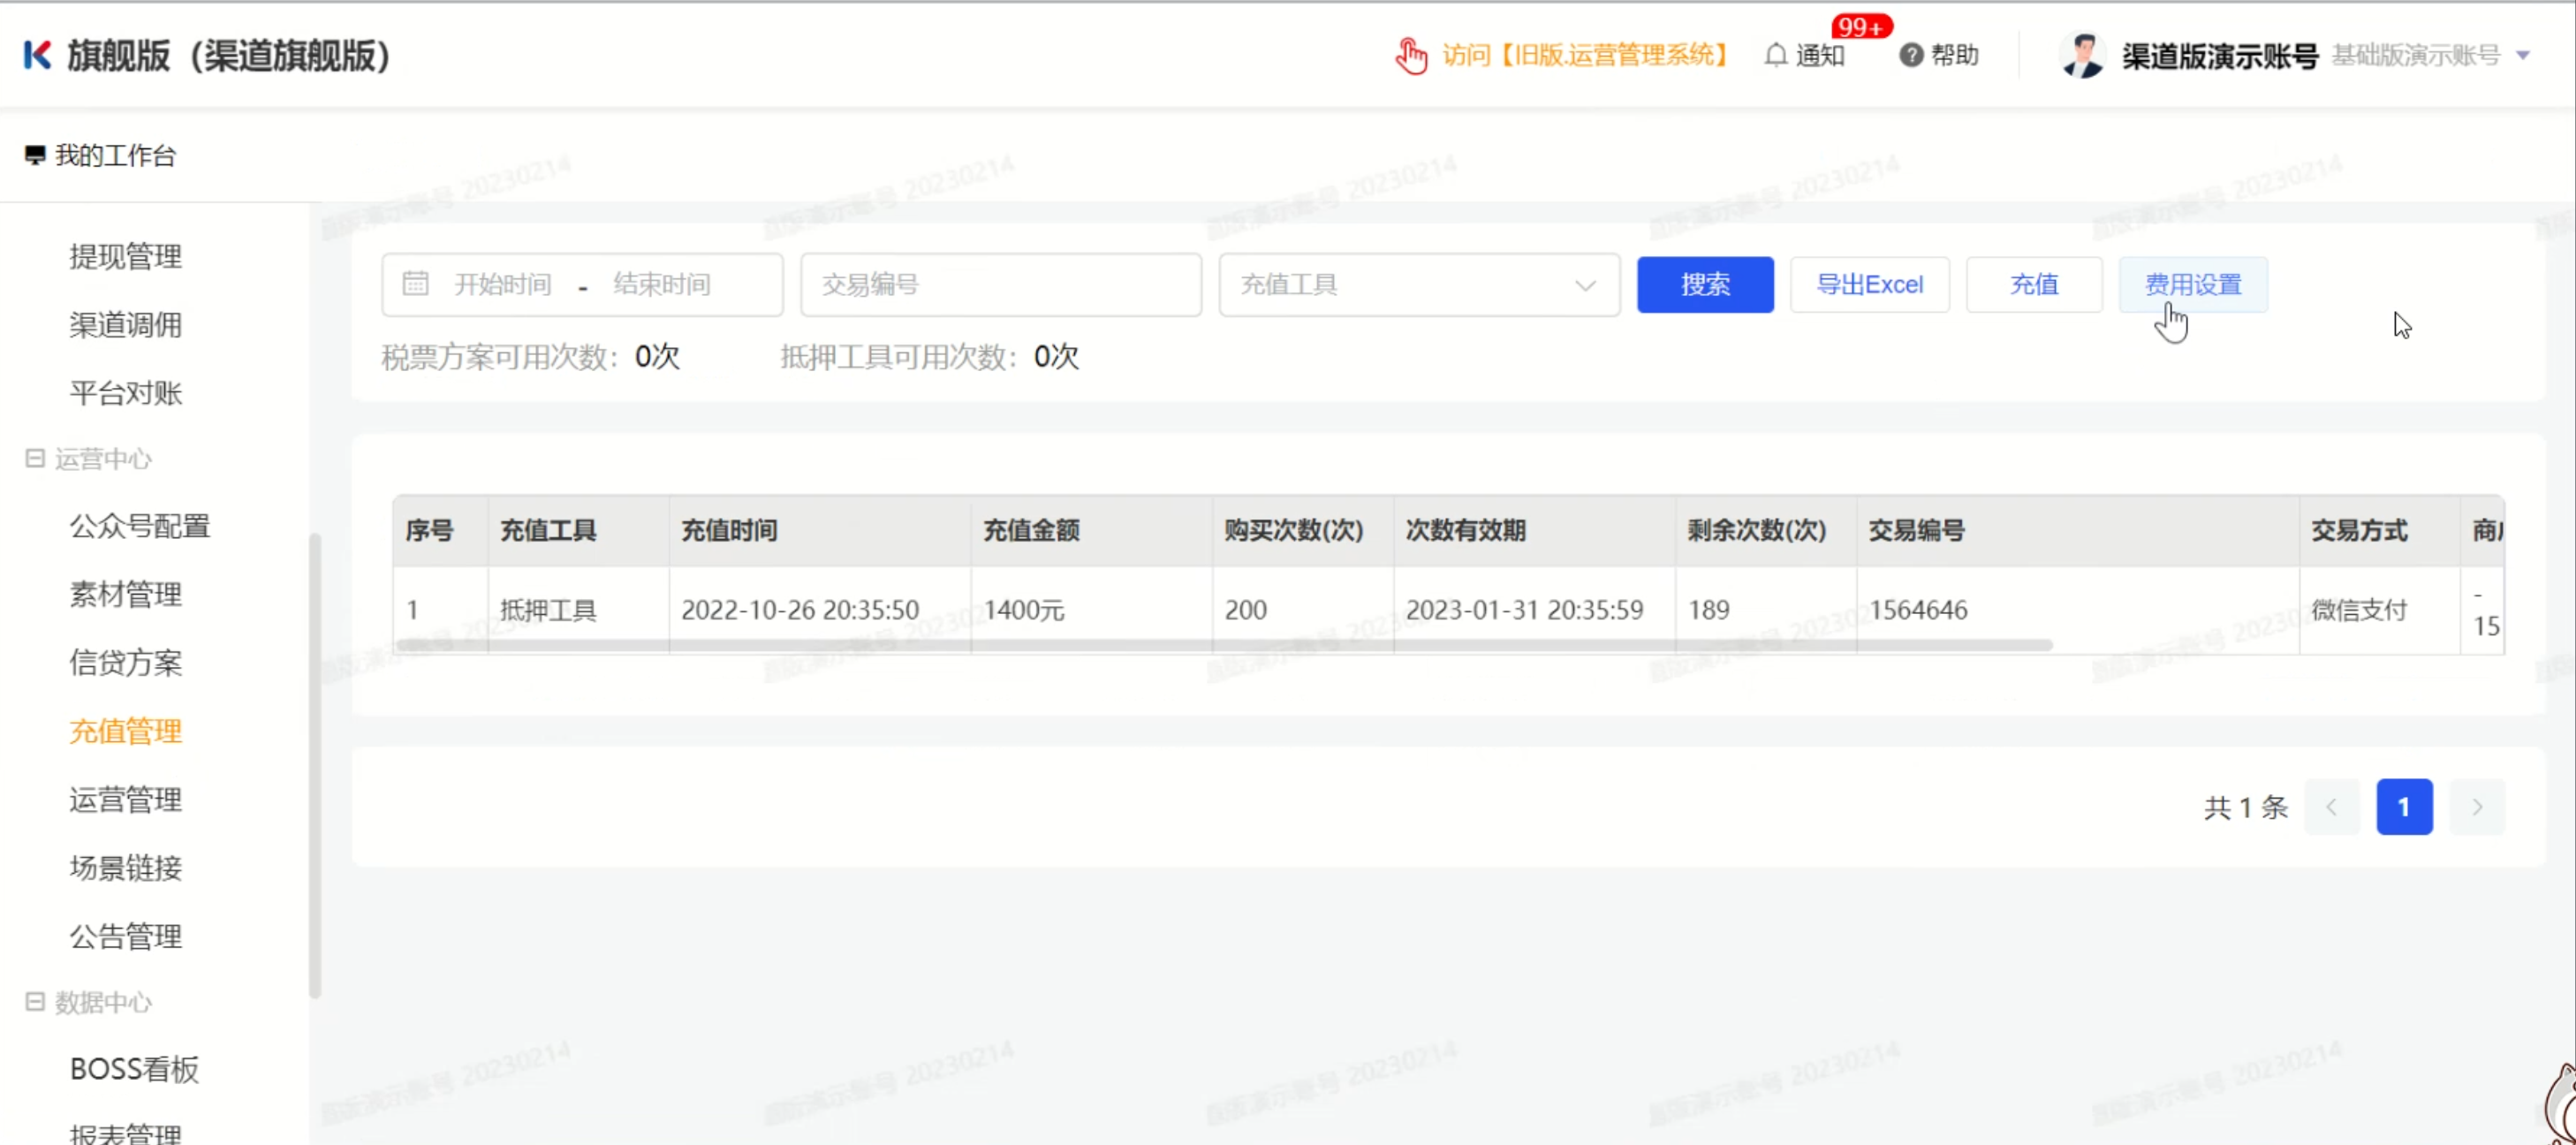 旗舰版（渠道旗舰版）
访问【旧版.运营管理系统】
通知
99+
帮助
渠道版演示账号 基础版演示账号
我的工作台
提现管理
渠道调佣
平台对账
运营中心
公众号配置
素材管理
信贷方案
充值管理
运营管理
场景链接
公告管理
数据中心
BOSS看板
报表管理
开始时间 - 结束时间
交易编号
充值工具
搜索
导出Excel
充值
费用设置
税票方案可用次数：0次 抵押工具可用次数：0次
序号 充值工具 充值时间 充值金额 购买次数(次) 次数有效期 剩余次数(次) 交易编号 交易方式
1 抵押工具 2022-10-26 20:35:50 1400元 200 2023-01-31 20:35:59 189 1564646 微信支付 -
15
共 1 条
1
版演示账号 20230214